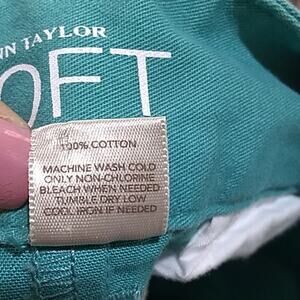 NN TAYLOR
OFT
100% COTTON
MACHINE WASH COLD
ONLY NON-CHLORINE
BLEACH WHEN NEEDED
TUMBLE DRY LOW
COOL IRON IF NEEDED